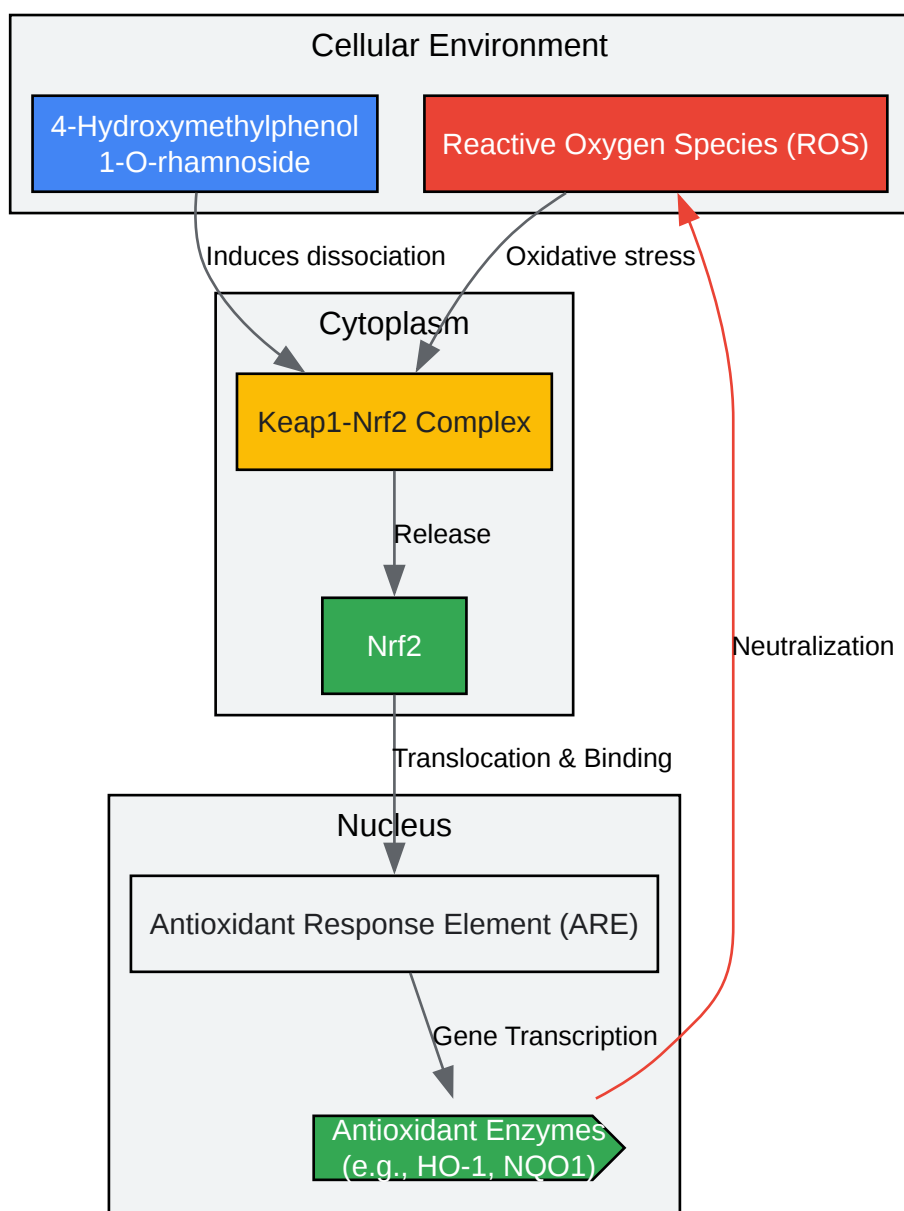 Cellular Environment
4-Hydroxymethylphenol
1-O-rhamnoside
Reactive Oxygen Species (ROS)
Induces dissociation
Oxidative stress
Cytoplasm
Keap1-Nrf2 Complex
Release
Nrf2
Neutralization
Translocation & Binding
Nucleus
Antioxidant Response Element (ARE)
Gene Transcription
Antioxidant Enzymes
(e.g., HO-1, NQO1)